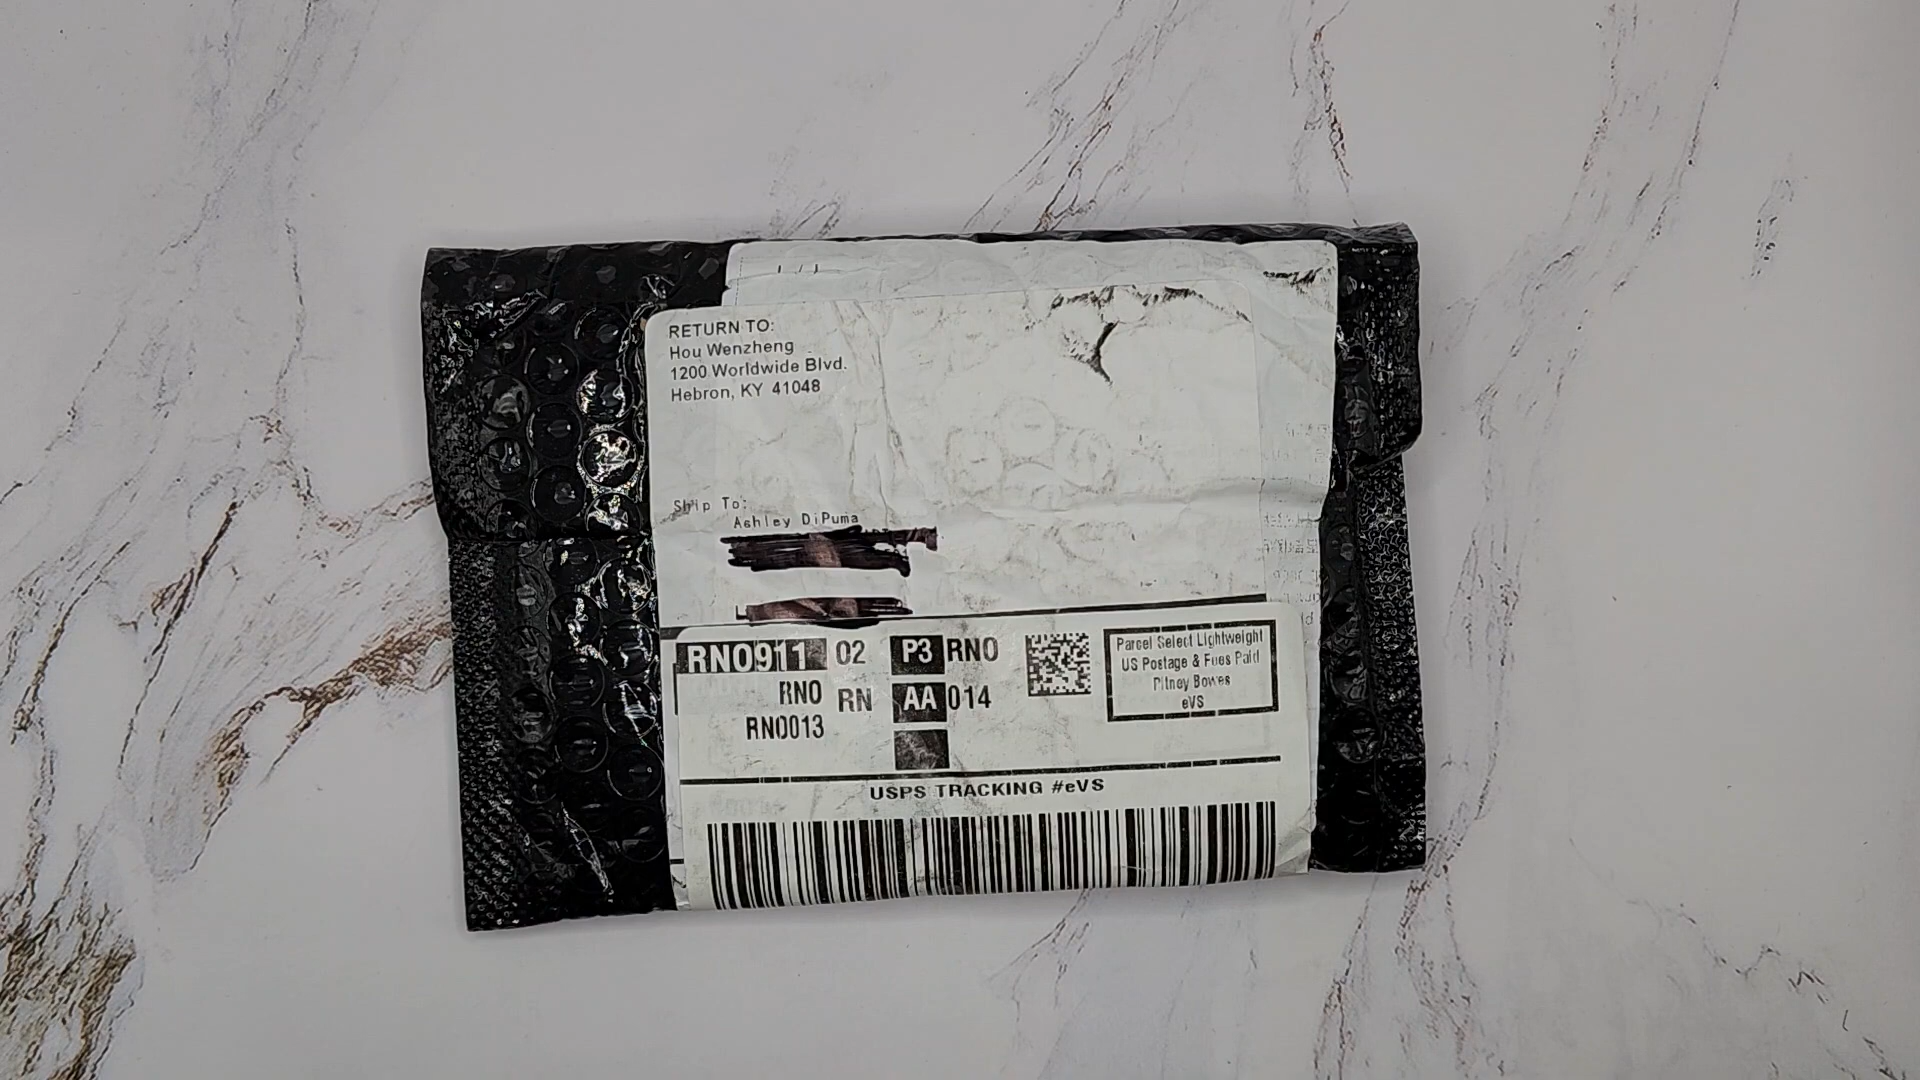 RETURN TO:
Hou Wenzheng
1200 Worldwide Blvd.
Hebron, KY 41048
Ship To:
Ashley DiPuma
RNO911 02 P3 RNO
RNO RN AA 014
RNO013
Parcel Select Lightweight
US Postage & Fees Paid
Pitney Bowes
eVS
USPS TRACKING #eVS